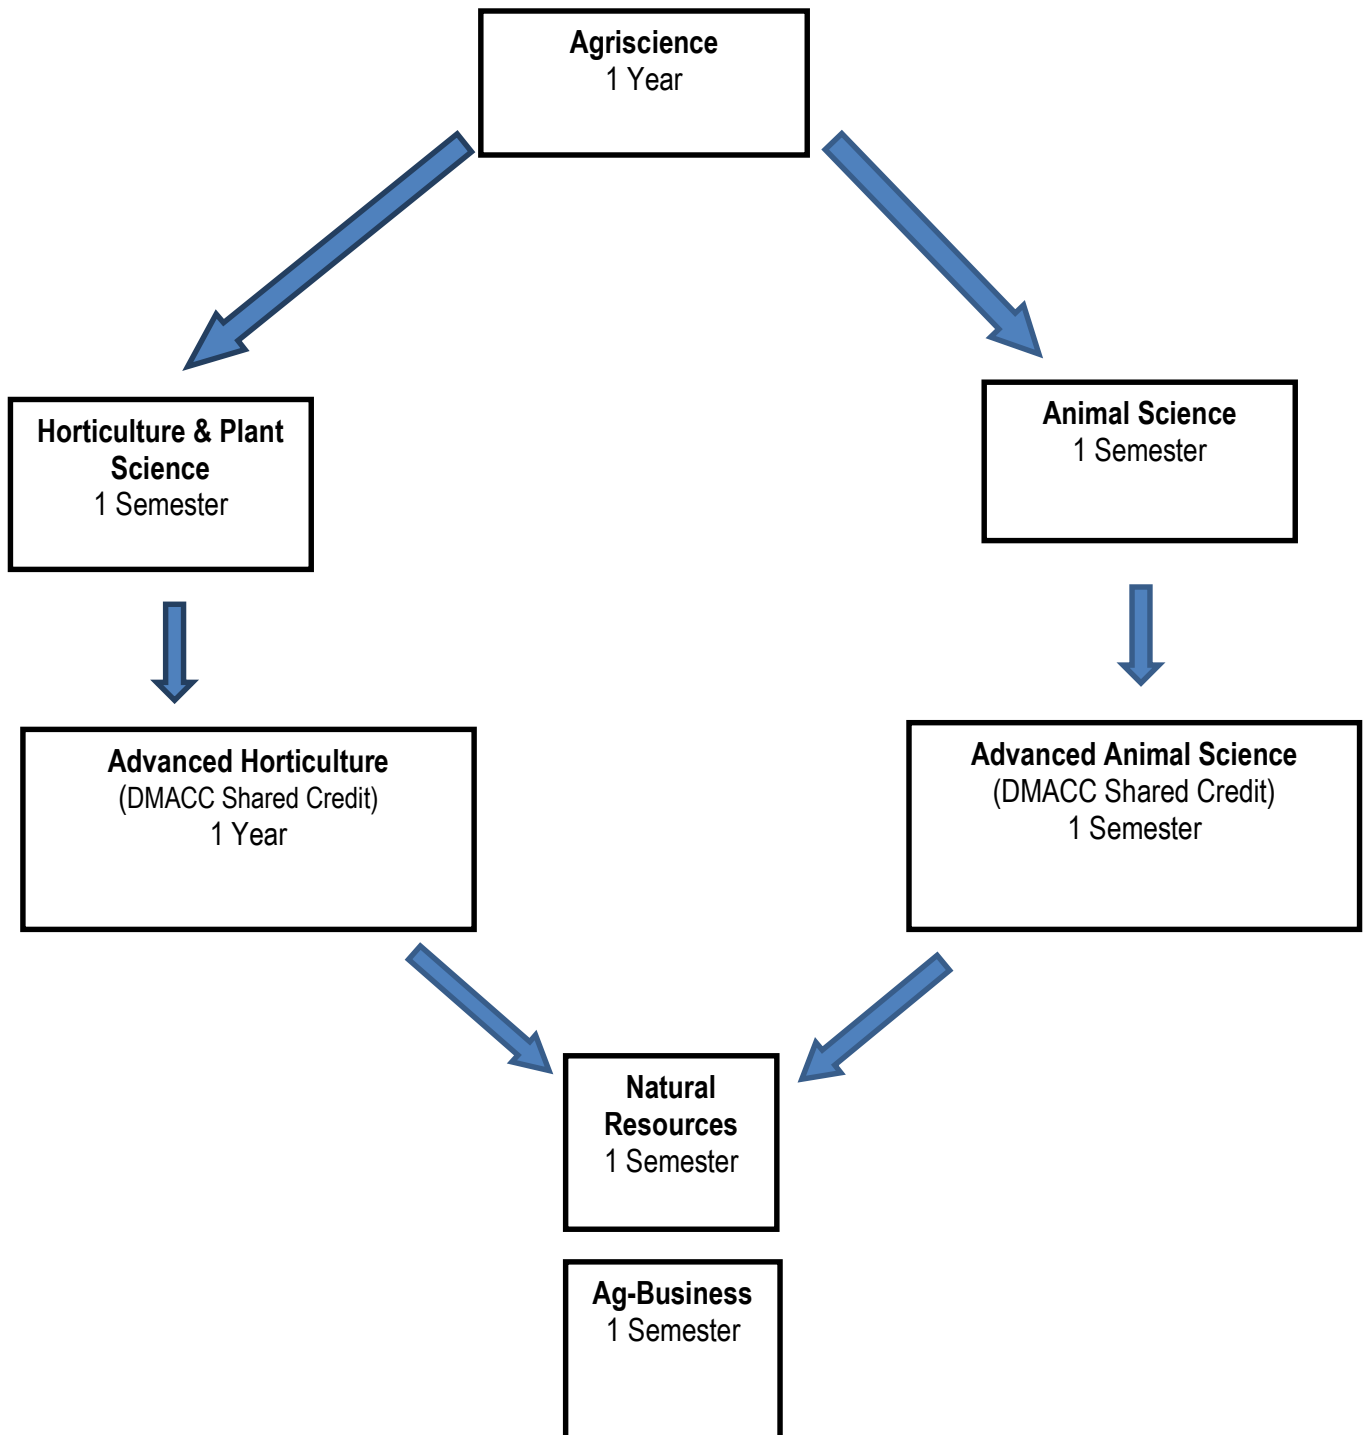 Agriscience
1 Year
Horticulture & Plant
Science
1 Semester
Animal Science
1 Semester
Advanced Horticulture
(DMACC Shared Credit)
1 Year
Advanced Animal Science
(DMACC Shared Credit)
1 Semester
Natural
Resources
1 Semester
Ag-Business
1 Semester